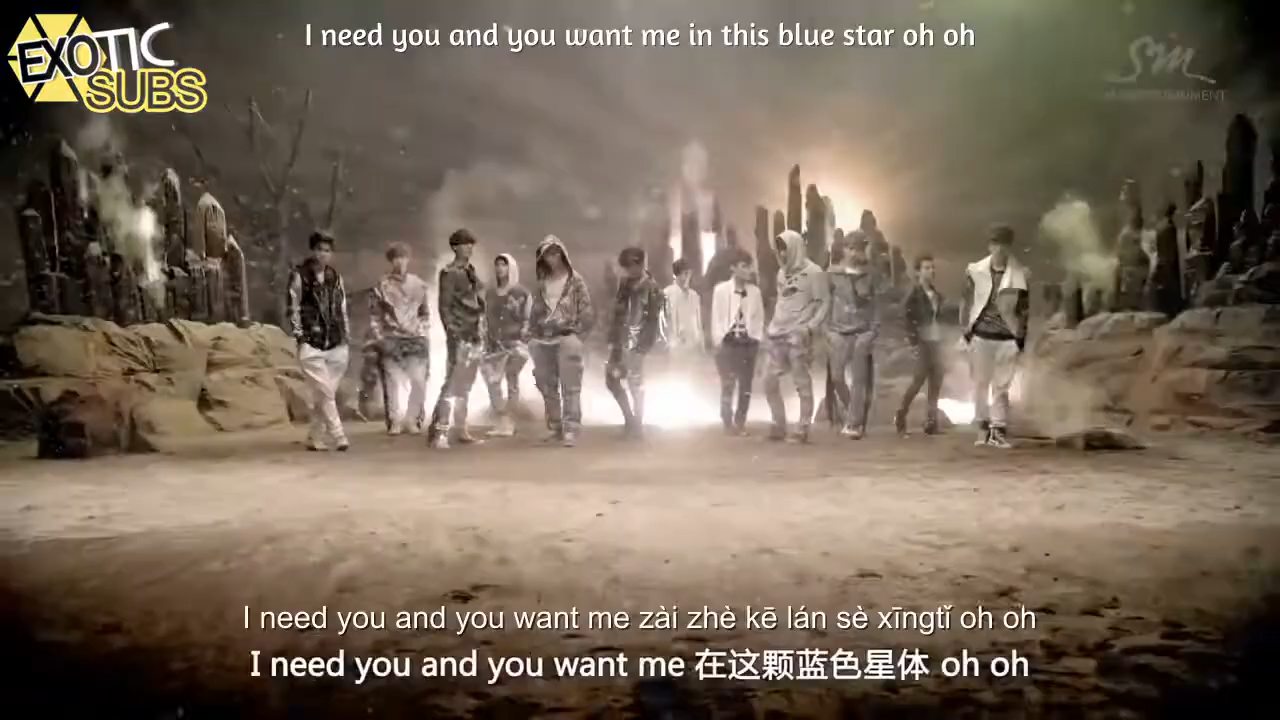 EXOTIC
SUBS
I need you and you want me in this blue star oh oh
SM
ENTERTAINMENT
I need you and you want me zài zhè kē lán sè xīngtǐ oh oh
I need you and you want me 在这颗蓝色星体 oh oh